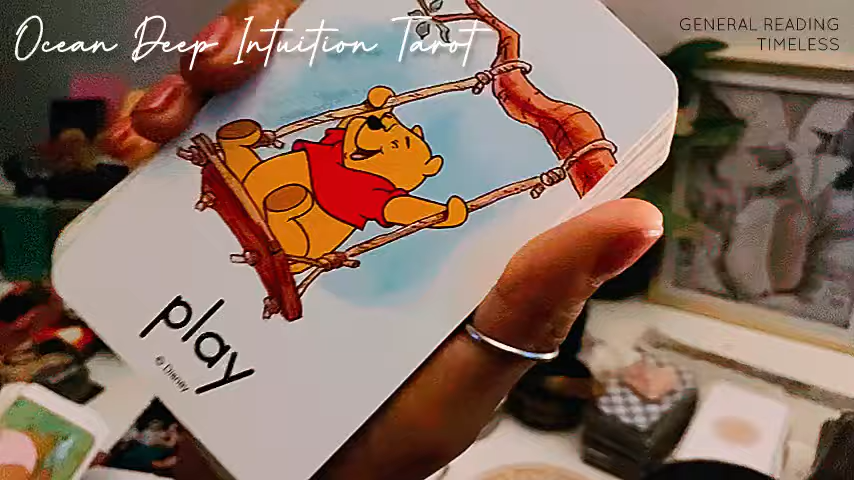 Ocean Deep Intuition Tarot
GENERAL READING
TIMELESS
play
© Disney